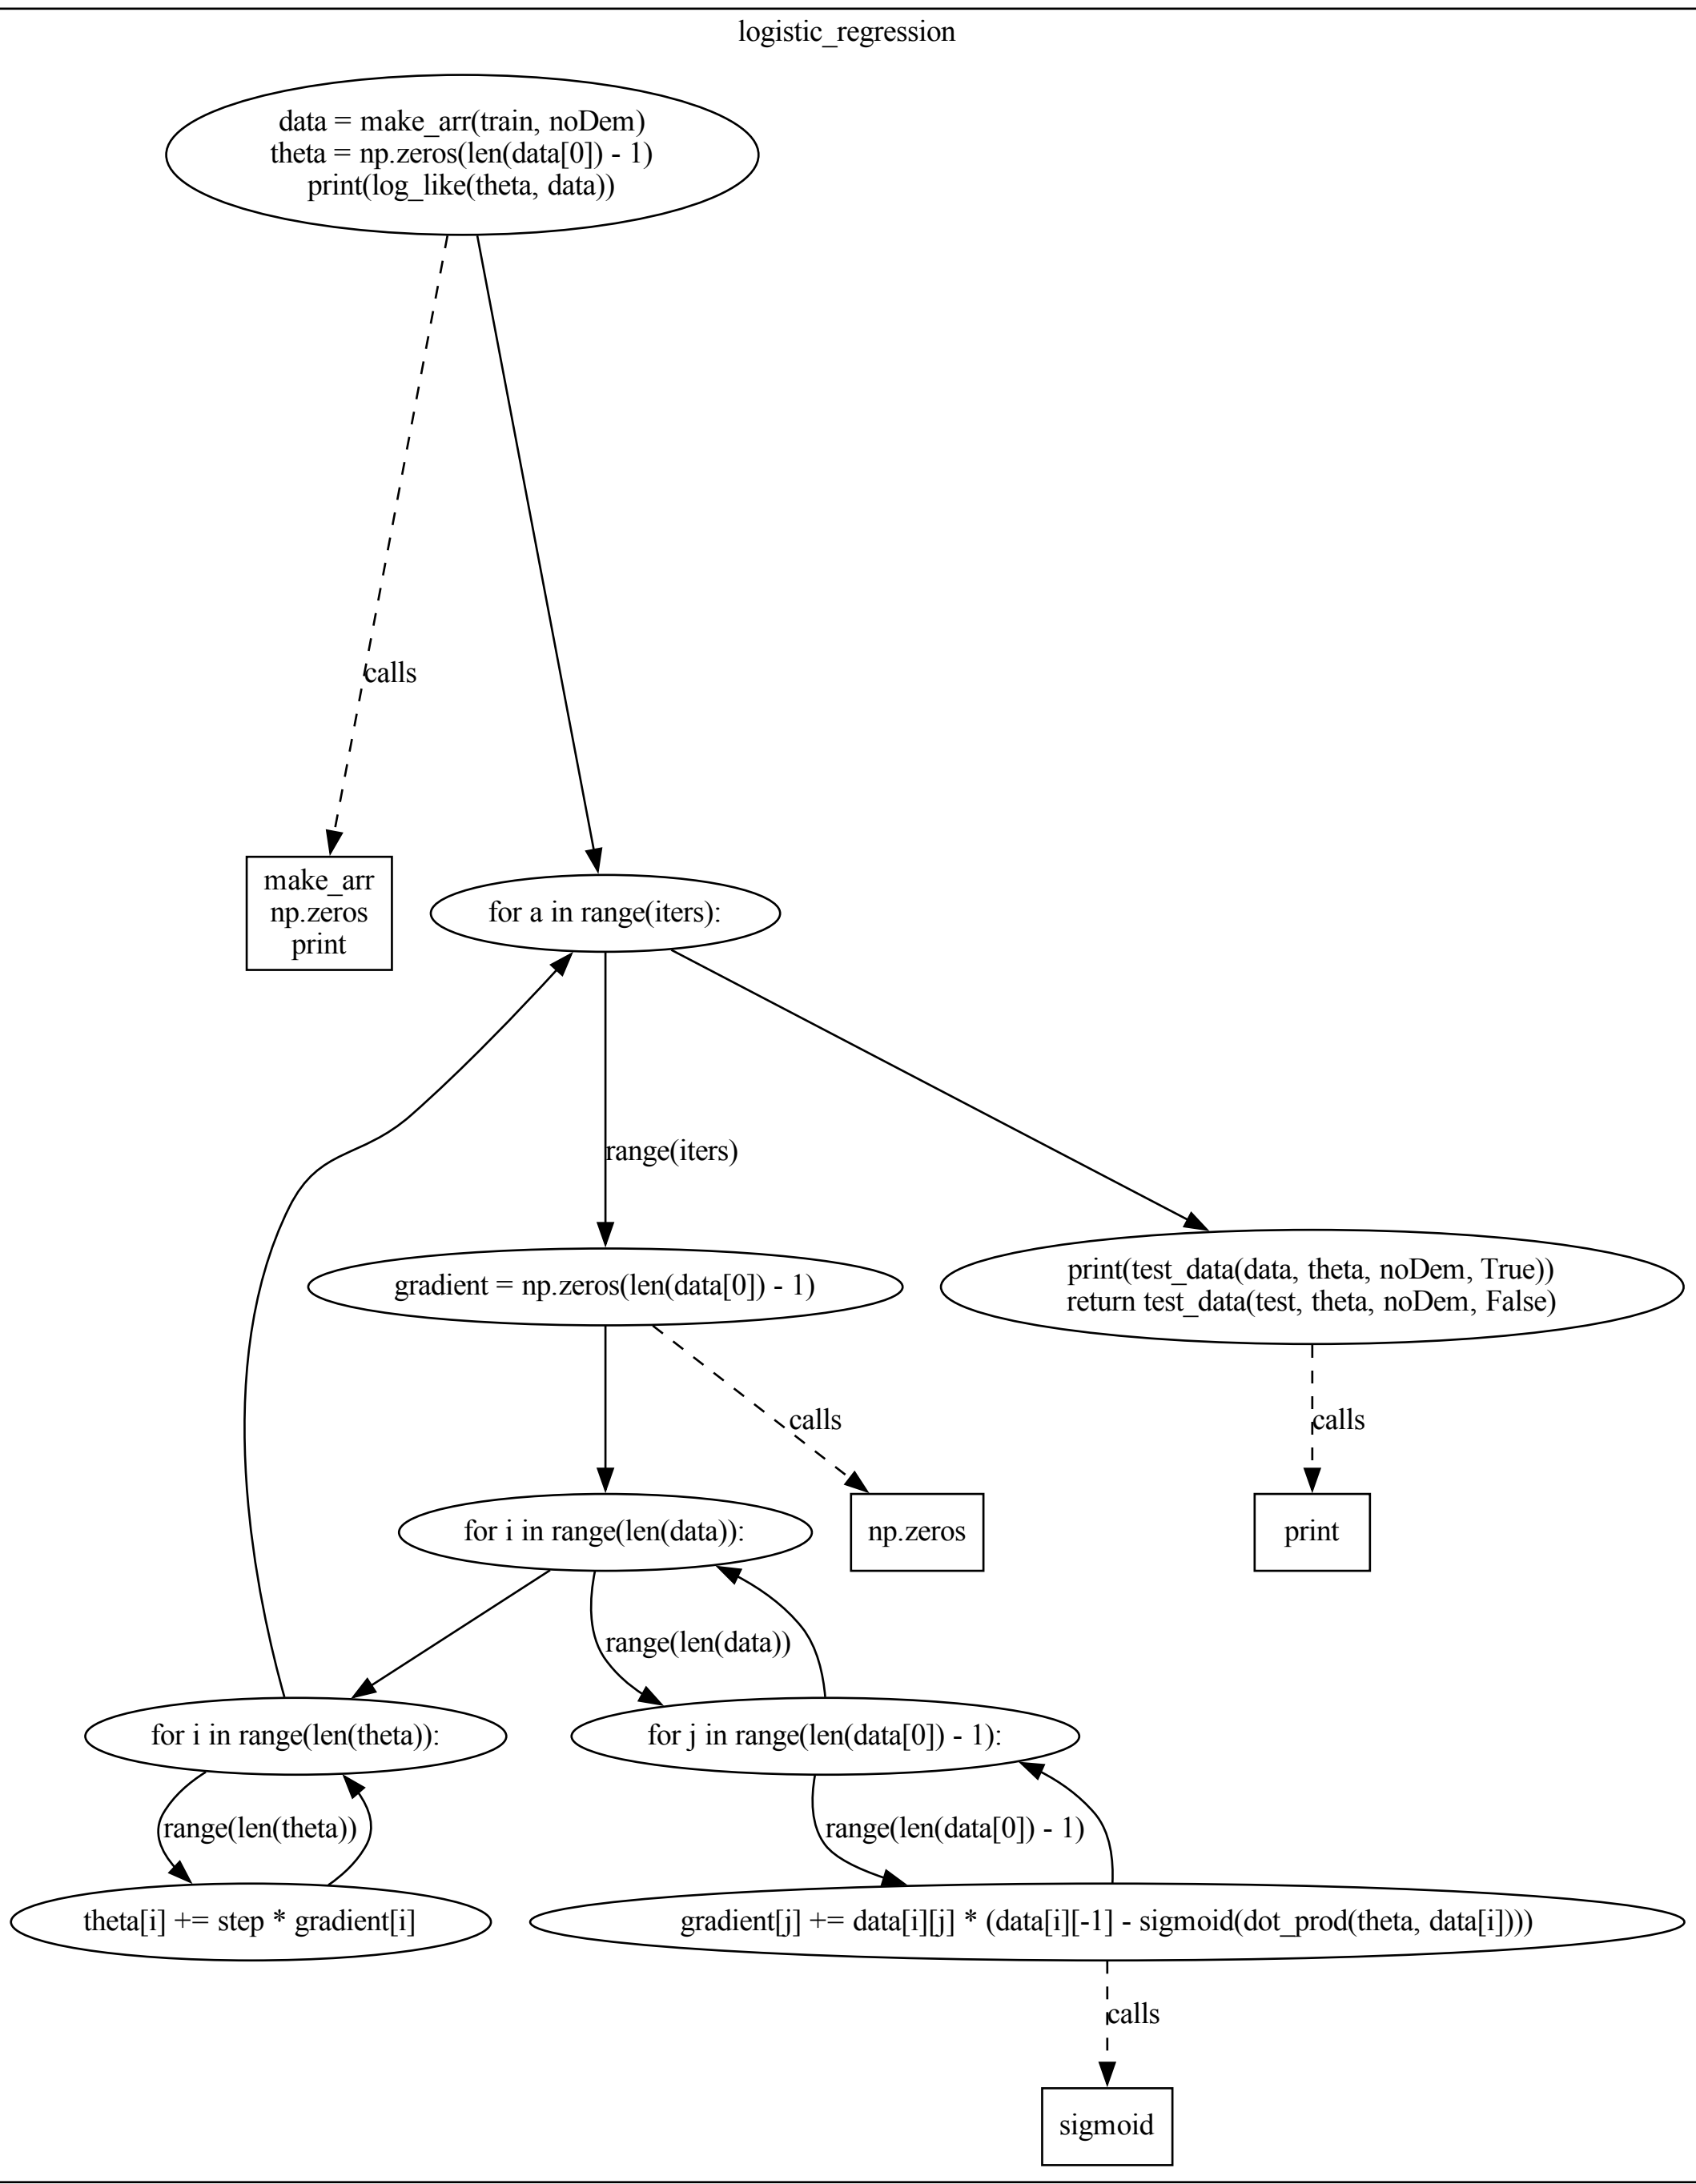 logistic_regression
data = make_arr(train, noDem)
theta = np.zeros(len(data[0]) - 1)
print(log_like(theta, data))
calls
make_arr
np.zeros
print
for a in range(iters):
range(iters)
gradient = np.zeros(len(data[0]) - 1)
print(test_data(data, theta, noDem, True))
return test_data(test, theta, noDem, False)
calls
calls
for i in range(len(data)):
np.zeros
print
range(len(data))
for i in range(len(theta)):
for j in range(len(data[0]) - 1):
range(len(theta))
range(len(data[0]) - 1)
theta[i] += step * gradient[i]
gradient[j] += data[i][j] * (data[i][-1] - sigmoid(dot_prod(theta, data[i])))
calls
sigmoid